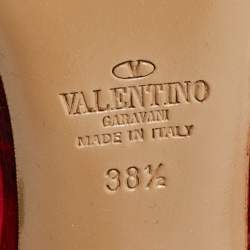 VALENTINO
GARAVANI
MADE IN ITALY
38½